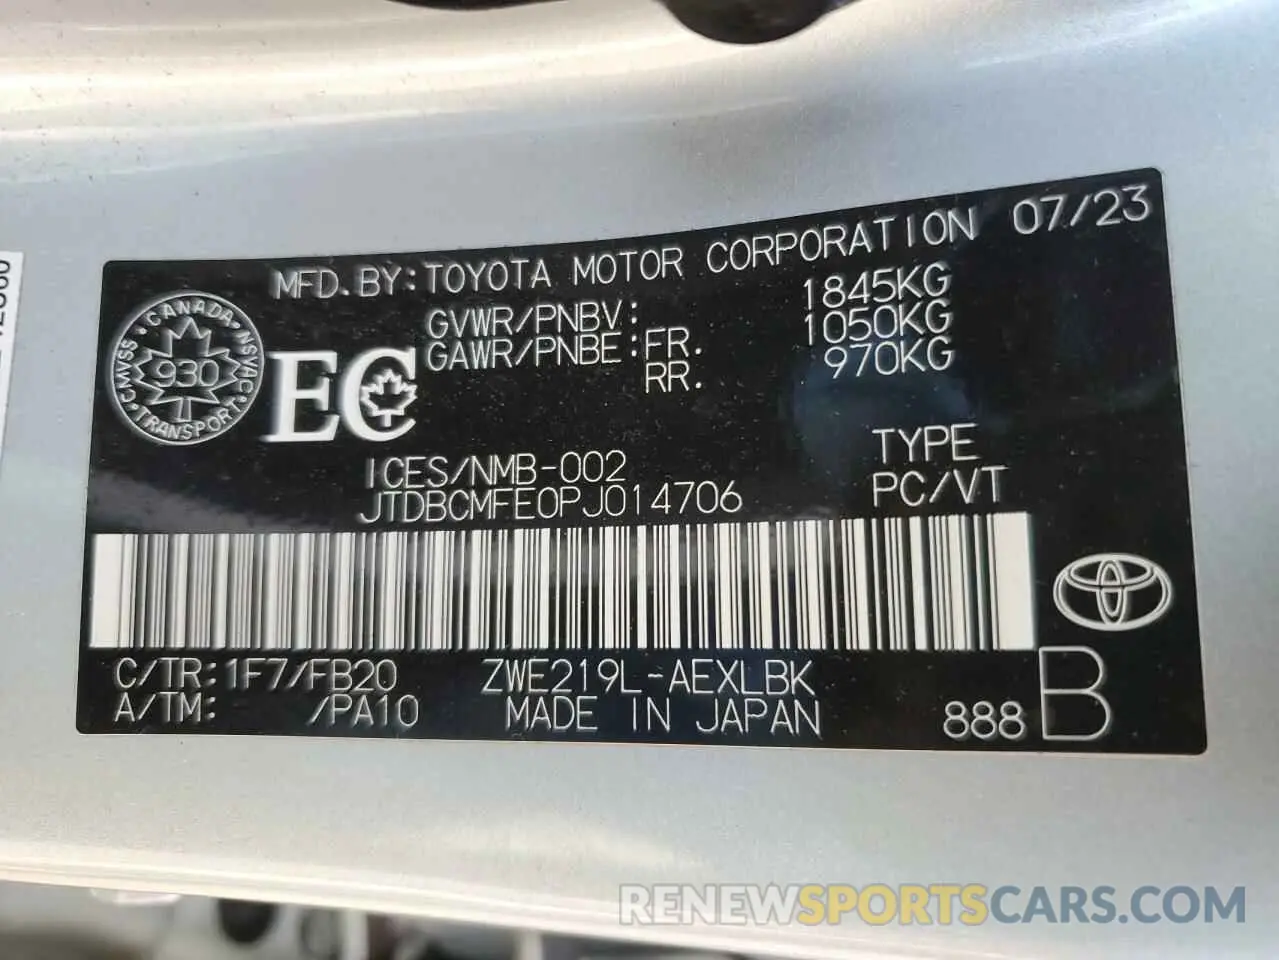 MFD.BY:TOYOTA MOTOR CORPORATION 07/23
GVWR/PNBV: 1845KG
GAWR/PNBE:FR. 1050KG
RR. 970KG
CANADA
CMVSS NSVAC
930
TRANSPORT
EC
ICES/NMB-002
TYPE
JTDBCMFE0PJ014706
PC/VT
C/TR:1F7/FB20 ZWE219L-AEXLBK
A/TM: /PA10 MADE IN JAPAN 888 B
RENEWSPORTSCARS.COM